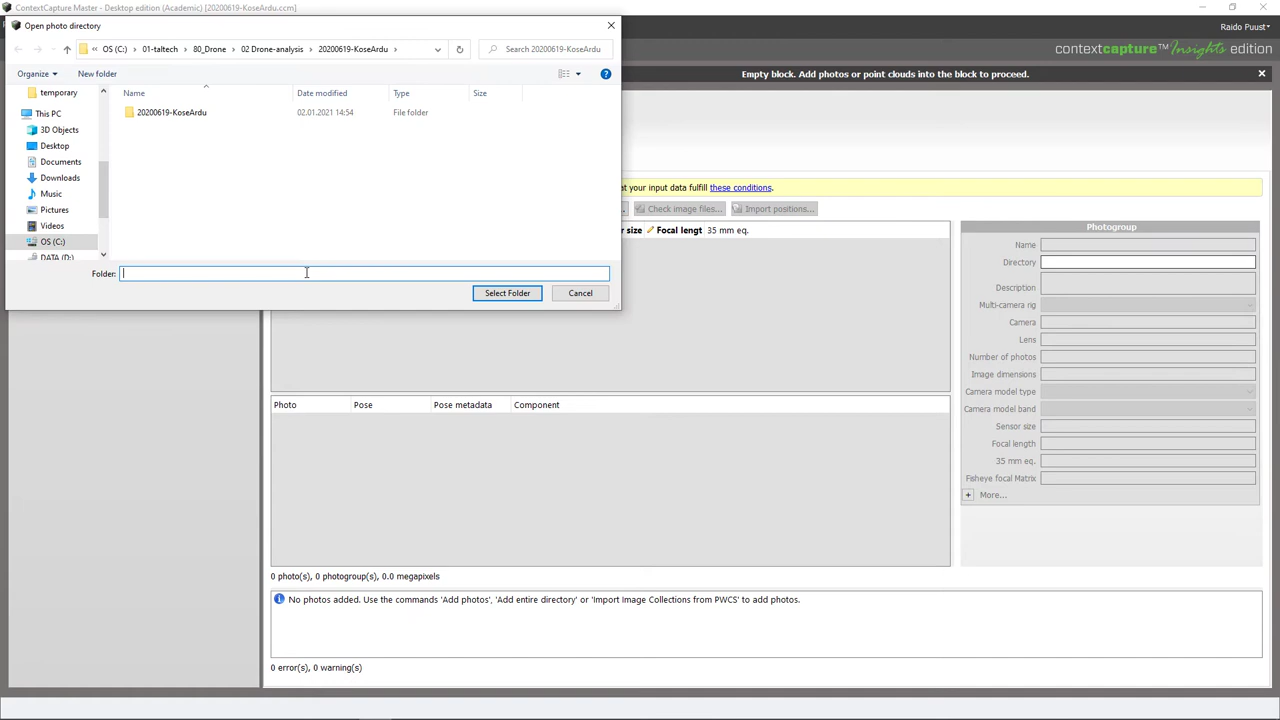 ContextCapture Master - Desktop edition (Academic) [20200619-KoseArdu.ccm]
Open photo directory
Raido Puust
OS (C:) › 01-taltech › 80_Drone › 02 Drone-analysis › 20200619-KoseArdu ›
Search 20200619-KoseArdu
contextcapture™ Insights edition
Organize
New folder
Empty block. Add photos or point clouds into the block to proceed.
Name
Date modified
Type
Size
temporary
This PC
3D Objects
Desktop
Documents
Downloads
Music
Pictures
Videos
OS (C:)
DATA (D:)
20200619-KoseArdu
02.01.2021 14:54
File folder
at your input data fulfill these conditions.
Check image files...
Import positions...
or size
Focal lengt
35 mm eq.
Folder:
Select Folder
Cancel
Photogroup
Name
Directory
Description
Multi-camera rig
Camera
Lens
Number of photos
Image dimensions
Camera model type
Camera model band
Sensor size
Focal length
35 mm eq.
Fisheye focal Matrix
More...
Photo
Pose
Pose metadata
Component
0 photo(s), 0 photogroup(s), 0.0 megapixels
No photos added. Use the commands 'Add photos', 'Add entire directory' or 'Import Image Collections from PWCS' to add photos.
0 error(s), 0 warning(s)